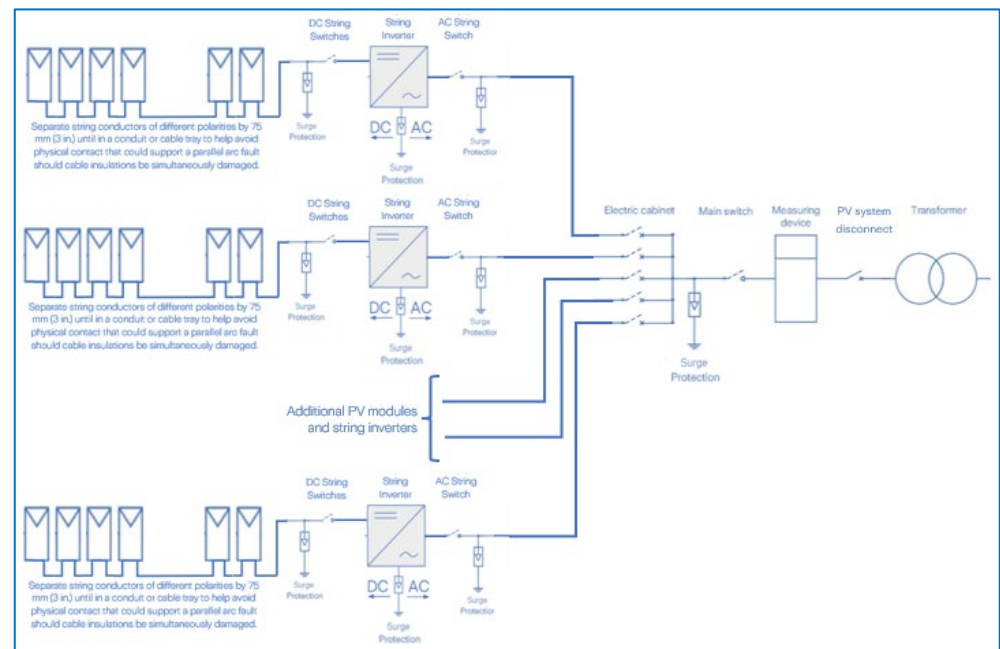 DC String
Switches
String
Inverter
AC String
Switch
Surge
Protection
DC
AC
Surge
Protection
Surge
Protection
Separate string conductors of different polarities by 75
mm (3 in.) until in a conduit or cable tray to help avoid
physical contact that could support a parallel arc fault
should cable insulations be simultaneously damaged.
DC String
Switches
String
Inverter
AC String
Switch
Surge
Protection
DC
AC
Surge
Protection
Surge
Protection
Separate string conductors of different polarities by 75
mm (3 in.) until in a conduit or cable tray to help avoid
physical contact that could support a parallel arc fault
should cable insulations be simultaneously damaged.
Electric cabinet
Main switch
Measuring
device
PV system
disconnect
Transformer
Surge
Protection
Additional PV modules
and string inverters
DC String
Switches
String
Inverter
AC String
Switch
Surge
Protection
DC
AC
Surge
Protection
Surge
Protection
Separate string conductors of different polarities by 75
mm (3 in.) until in a conduit or cable tray to help avoid
physical contact that could support a parallel arc fault
should cable insulations be simultaneously damaged.